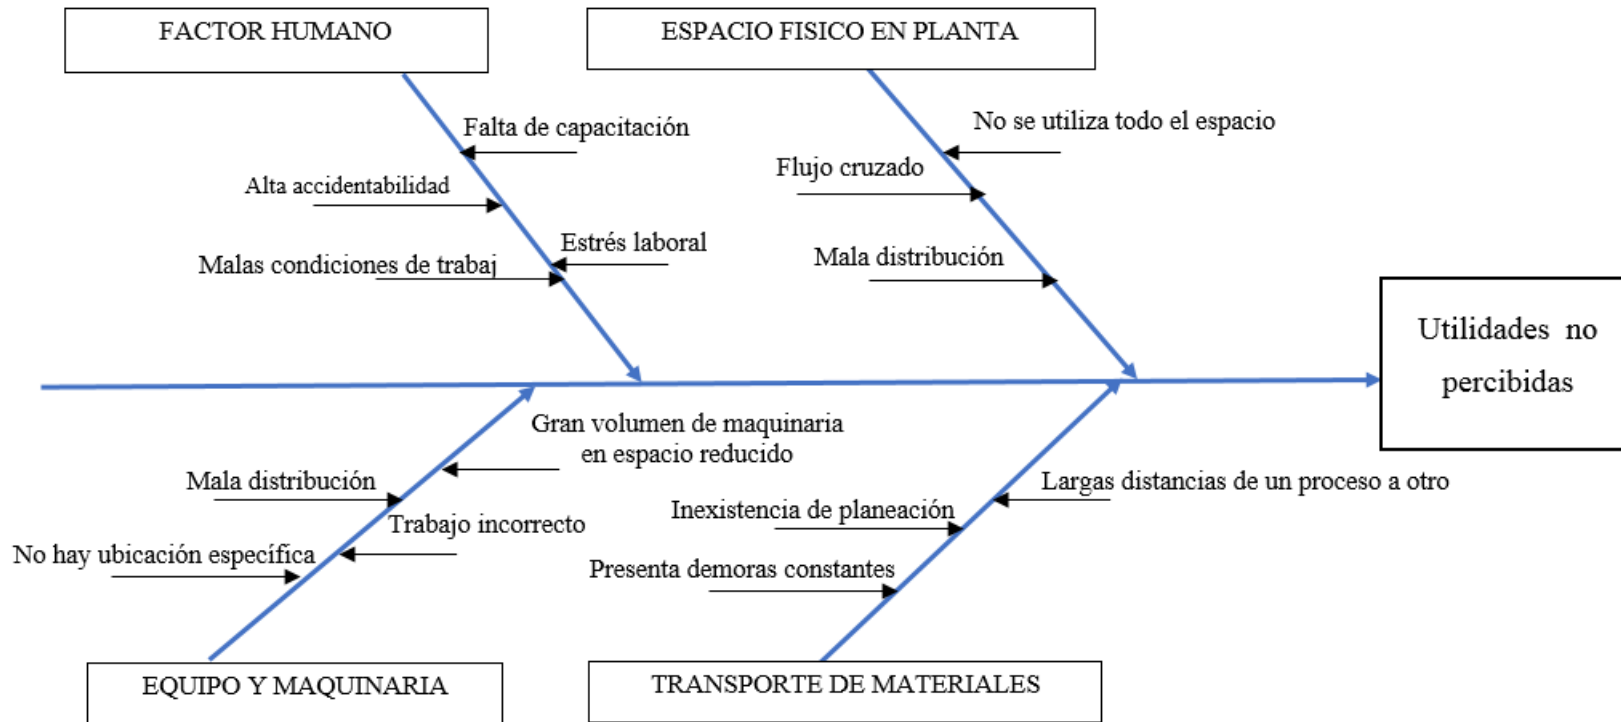 FACTOR HUMANO
ESPACIO FISICO EN PLANTA
Falta de capacitación
No se utiliza todo el espacio
Alta accidentabilidad
Flujo cruzado
Estrés laboral
Malas condiciones de trabaj
Mala distribución
Utilidades no
percibidas
Gran volumen de maquinaria
en espacio reducido
Mala distribución
Trabajo incorrecto
No hay ubicación específica
Largas distancias de un proceso a otro
Inexistencia de planeación
Presenta demoras constantes
EQUIPO Y MAQUINARIA
TRANSPORTE DE MATERIALES